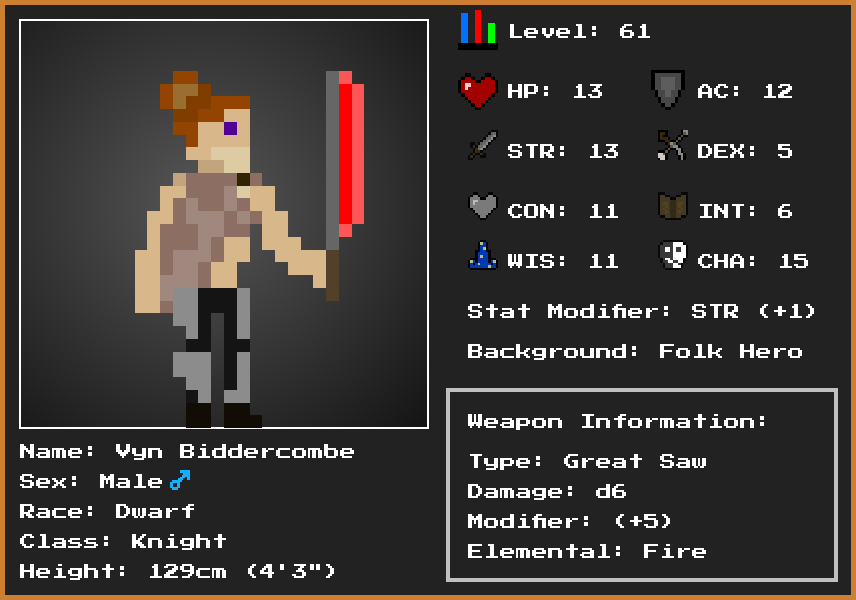 Level: 61
HP: 13
AC: 12
STR: 13
DEX: 5
CON: 11
INT: 6
WIS: 11
CHA: 15
Stat Modifier: STR (+1)
Background: Folk Hero
Weapon Information:
Type: Great Saw
Damage: d6
Modifier: (+5)
Elemental: Fire
Name: Vyn Biddercombe
Sex: Male♂
Race: Dwarf
Class: Knight
Height: 129cm (4'3")